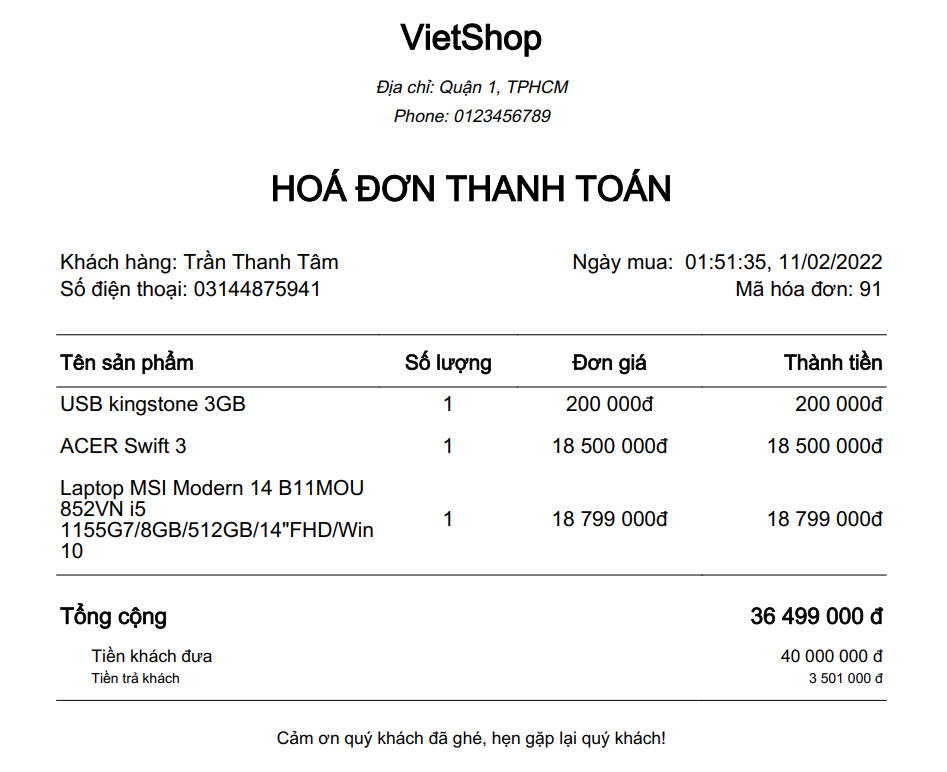 VietShop
Địa chỉ: Quận 1, TPHCM
Phone: 0123456789
HOÁ ĐƠN THANH TOÁN
Khách hàng: Trần Thanh Tâm Ngày mua: 01:51:35, 11/02/2022
Số điện thoại: 03144875941 Mã hóa đơn: 91
Tên sản phẩm Số lượng Đơn giá Thành tiền
USB kingstone 3GB 1 200 000đ 200 000đ
ACER Swift 3 1 18 500 000đ 18 500 000đ
Laptop MSI Modern 14 B11MOU
852VN i5
1155G7/8GB/512GB/14"FHD/Win
10
1 18 799 000đ 18 799 000đ
Tổng cộng 36 499 000 đ
Tiền khách đưa 40 000 000 đ
Tiền trả khách 3 501 000 đ
Cảm ơn quý khách đã ghé, hẹn gặp lại quý khách!